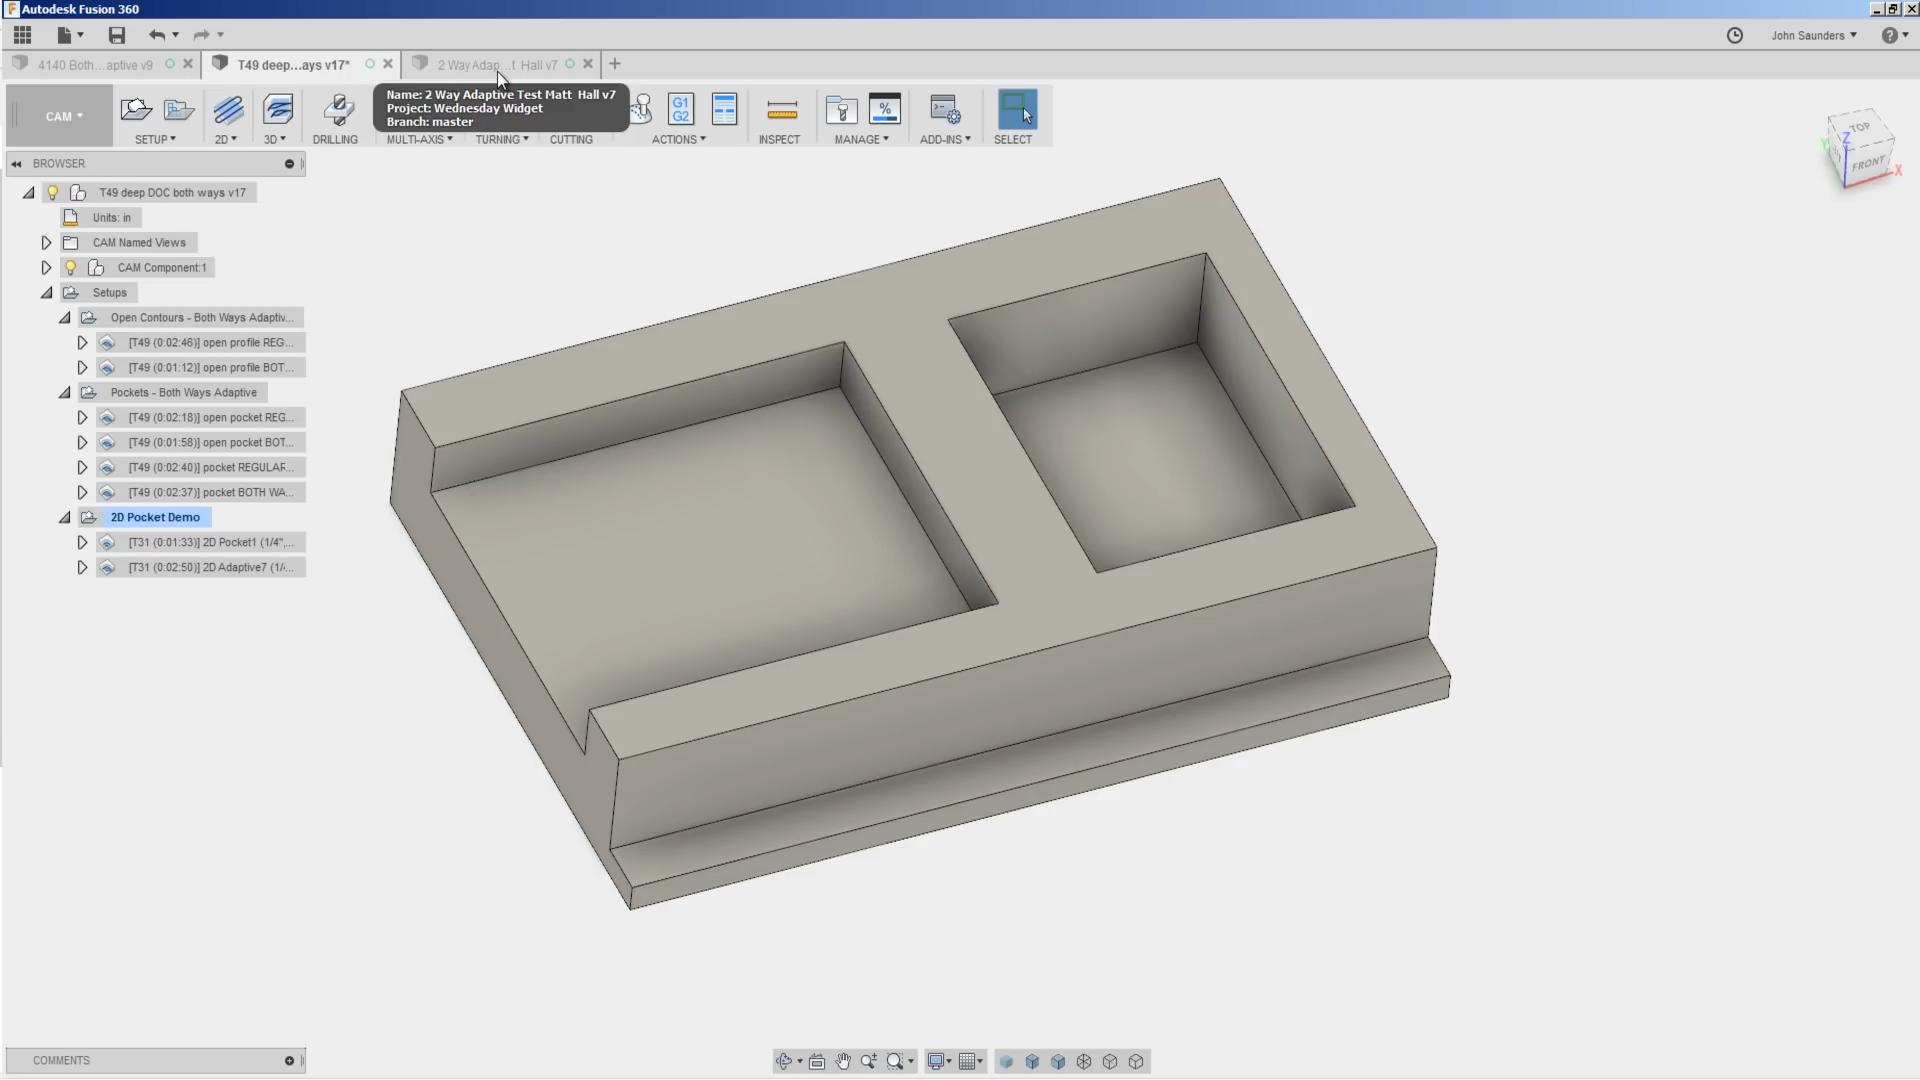 Autodesk Fusion 360
John Saunders
4140 Both...aptive v9
T49 deep...ays v17*
2 Way Adap...t Hall v7
Name: 2 Way Adaptive Test Matt Hall v7
Project: Wednesday Widget
Branch: master
CAM
SETUP
2D
3D
DRILLING
MULTI-AXIS
TURNING
CUTTING
G1
G2
ACTIONS
INSPECT
%
MANAGE
ADD-INS
SELECT
TOP
FRONT
Z
Y
X
BROWSER
T49 deep DOC both ways v17
Units: in
CAM Named Views
CAM Component:1
Setups
Open Contours - Both Ways Adaptiv...
[T49 (0:02:46)] open profile REG...
[T49 (0:01:12)] open profile BOT...
Pockets - Both Ways Adaptive
[T49 (0:02:18)] open pocket REG...
[T49 (0:01:58)] open pocket BOT...
[T49 (0:02:40)] pocket REGULAR...
[T49 (0:02:37)] pocket BOTH WA...
2D Pocket Demo
[T31 (0:01:33)] 2D Pocket1 (1/4",...
[T31 (0:02:50)] 2D Adaptive7 (1/...
COMMENTS